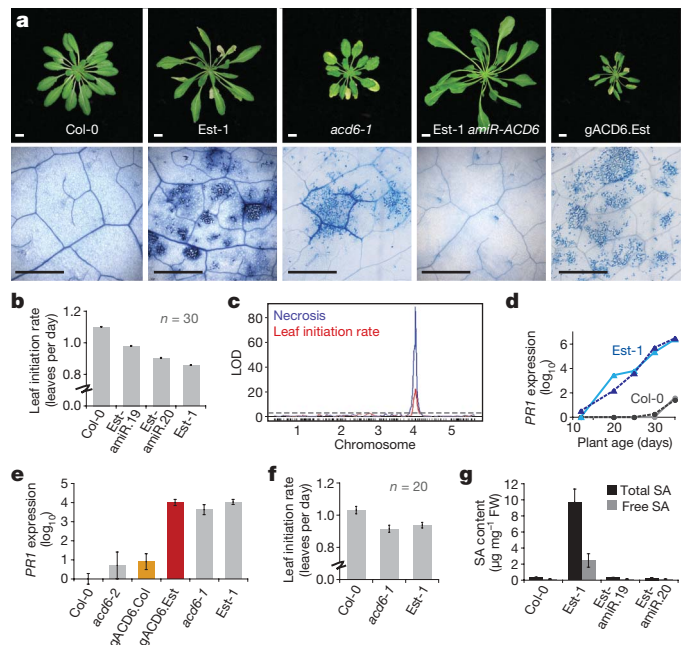 a
Col-0
Est-1
acd6-1
Est-1 amiR-ACD6
gACD6.Est
b
Leaf initiation rate
(leaves per day)
n = 30
1.2
1.0
0.8
0.0
Col-0
Est-
amiR.19
Est-
amiR.20
Est-1
c
Necrosis
Leaf initiation rate
LOD
80
60
40
20
0
1 2 3 4 5
Chromosome
d
PR1 expression
(log10)
6
4
2
0
Est-1
Col-0
10 20 30
Plant age (days)
e
PR1 expression
(log10)
5
4
3
2
1
0
Col-0
acd6-2
gACD6.Col
gACD6.Est
acd6-1
Est-1
f
Leaf initiation rate
(leaves per day)
n = 20
1.2
1.0
0.8
0.0
Col-0
acd6-1
Est-1
g
SA content
(µg mg−1 FW)
12
10
8
6
4
2
0
Total SA
Free SA
Col-0
Est-1
Est-
amiR.19
Est-
amiR.20